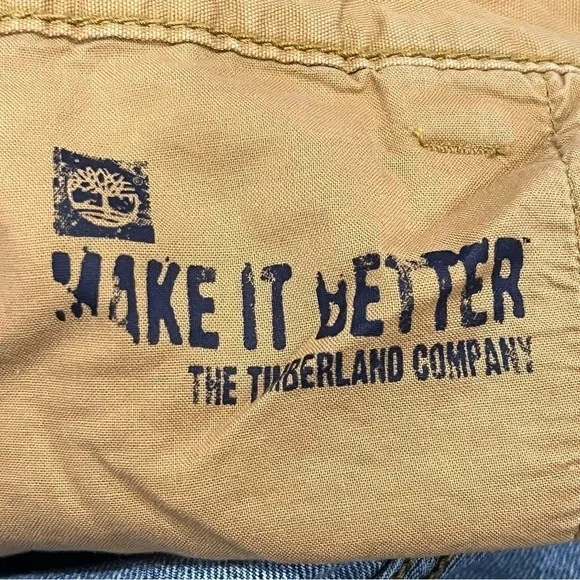 MAKE IT BETTER
THE TIMBERLAND COMPANY